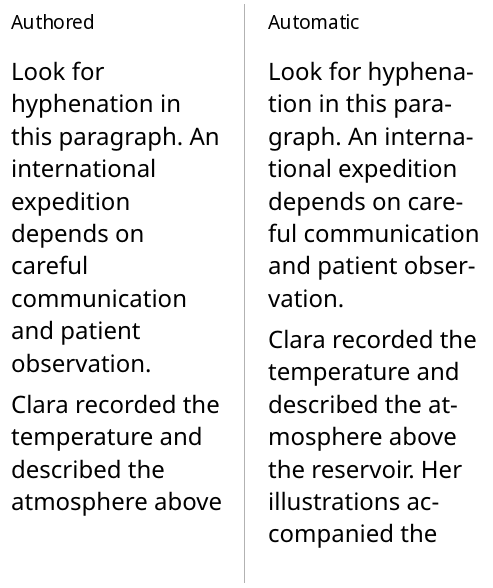 Authored
Look for
hyphenation in
this paragraph. An
international
expedition
depends on
careful
communication
and patient
observation.
Clara recorded the
temperature and
described the
atmosphere above
Automatic
Look for hyphena-
tion in this para-
graph. An interna-
tional expedition
depends on care-
ful communication
and patient obser-
vation.
Clara recorded the
temperature and
described the at-
mosphere above
the reservoir. Her
illustrations ac-
companied the